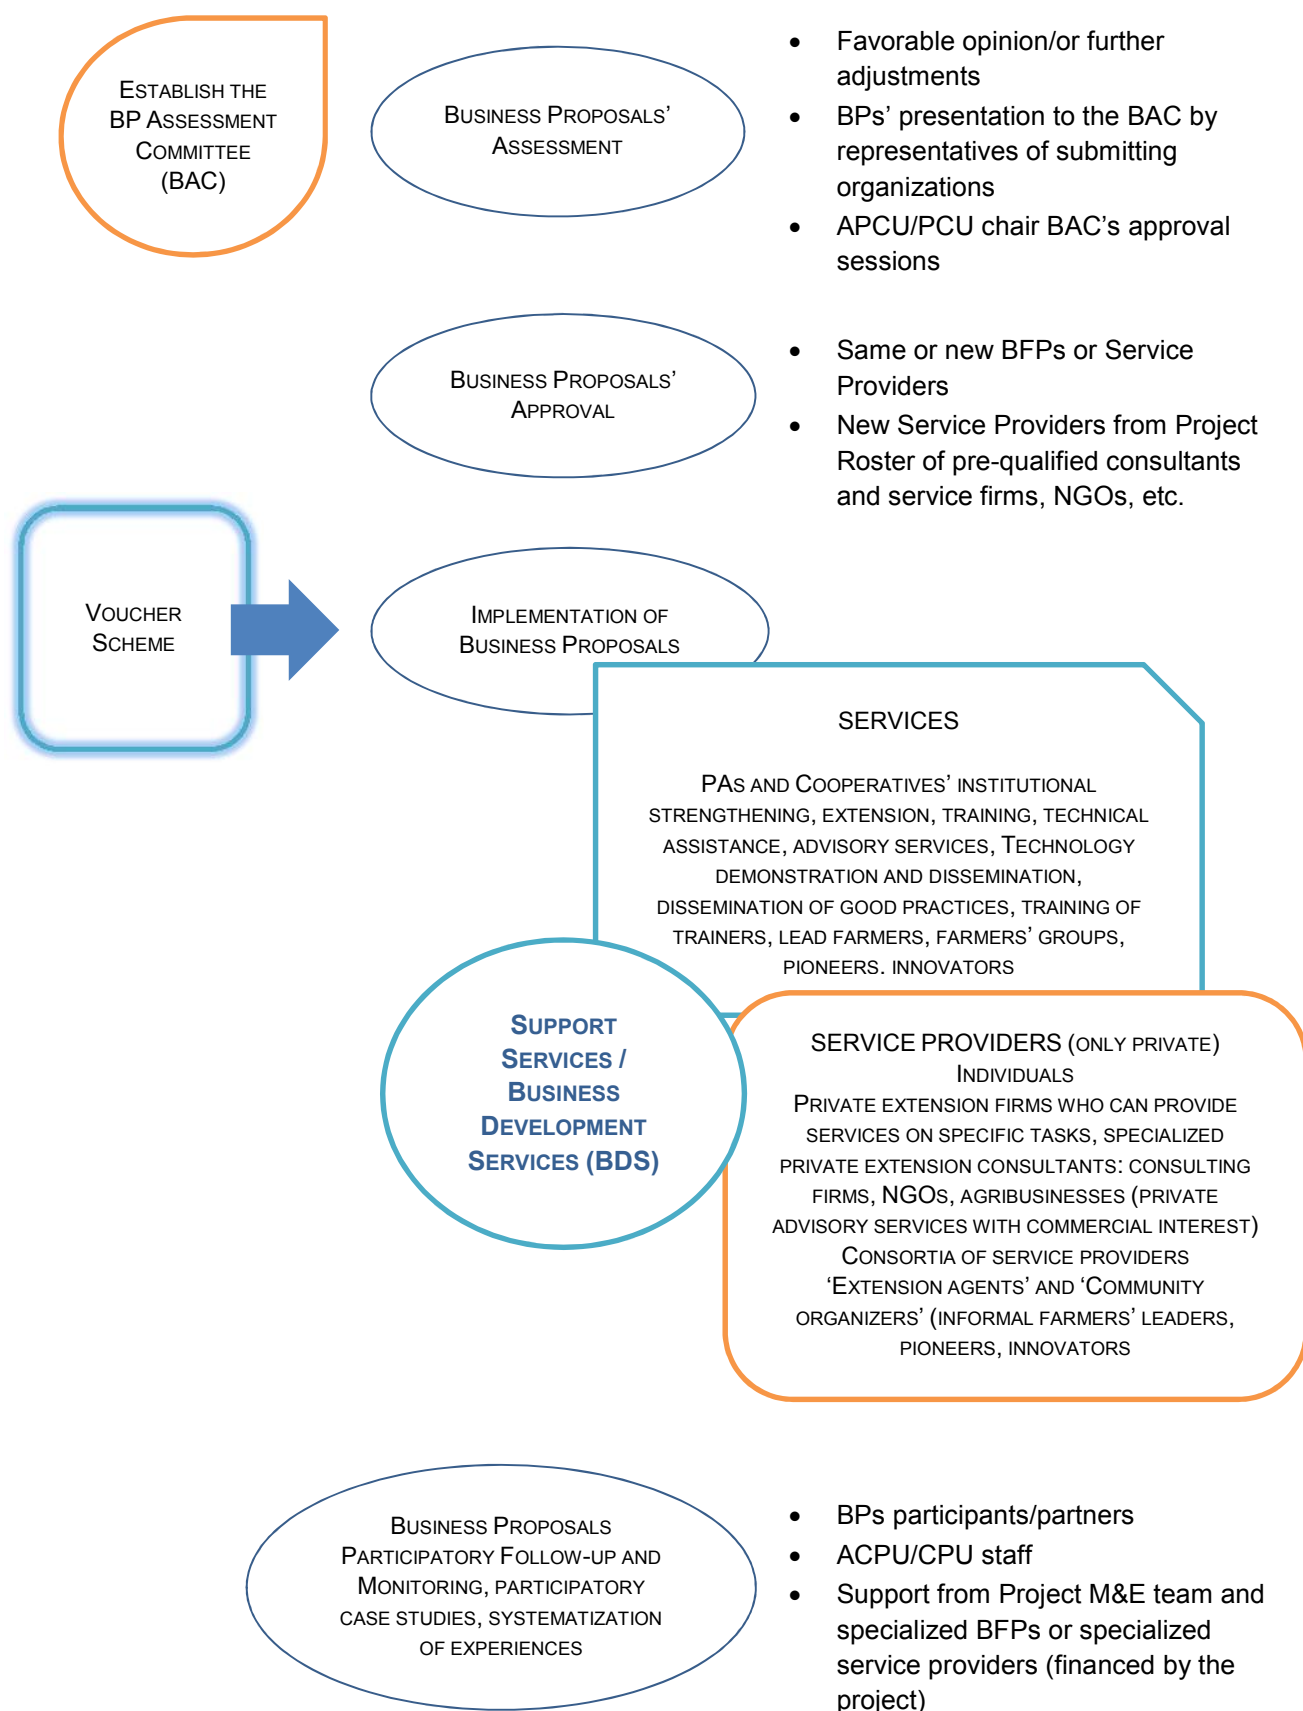 ESTABLISH THE
BP ASSESSMENT
COMMITTEE
(BAC)
BUSINESS PROPOSALS’
ASSESSMENT
• Favorable opinion/or further
adjustments
• BPs’ presentation to the BAC by
representatives of submitting
organizations
• APCU/PCU chair BAC’s approval
sessions
BUSINESS PROPOSALS’
APPROVAL
• Same or new BFPs or Service
Providers
• New Service Providers from Project
Roster of pre-qualified consultants
and service firms, NGOs, etc.
VOUCHER
SCHEME
IMPLEMENTATION OF
BUSINESS PROPOSALS
SERVICES
PAS AND COOPERATIVES’ INSTITUTIONAL
STRENGTHENING, EXTENSION, TRAINING, TECHNICAL
ASSISTANCE, ADVISORY SERVICES, TECHNOLOGY
DEMONSTRATION AND DISSEMINATION,
DISSEMINATION OF GOOD PRACTICES, TRAINING OF
TRAINERS, LEAD FARMERS, FARMERS’ GROUPS,
PIONEERS. INNOVATORS
SUPPORT
SERVICES /
BUSINESS
DEVELOPMENT
SERVICES (BDS)
SERVICE PROVIDERS (ONLY PRIVATE)
INDIVIDUALS
PRIVATE EXTENSION FIRMS WHO CAN PROVIDE
SERVICES ON SPECIFIC TASKS, SPECIALIZED
PRIVATE EXTENSION CONSULTANTS: CONSULTING
FIRMS, NGOS, AGRIBUSINESSES (PRIVATE
ADVISORY SERVICES WITH COMMERCIAL INTEREST)
CONSORTIA OF SERVICE PROVIDERS
‘EXTENSION AGENTS’ AND ‘COMMUNITY
ORGANIZERS’ (INFORMAL FARMERS’ LEADERS,
PIONEERS, INNOVATORS
BUSINESS PROPOSALS
PARTICIPATORY FOLLOW-UP AND
MONITORING, PARTICIPATORY
CASE STUDIES, SYSTEMATIZATION
OF EXPERIENCES
• BPs participants/partners
• ACPU/CPU staff
• Support from Project M&E team and
specialized BFPs or specialized
service providers (financed by the
project)